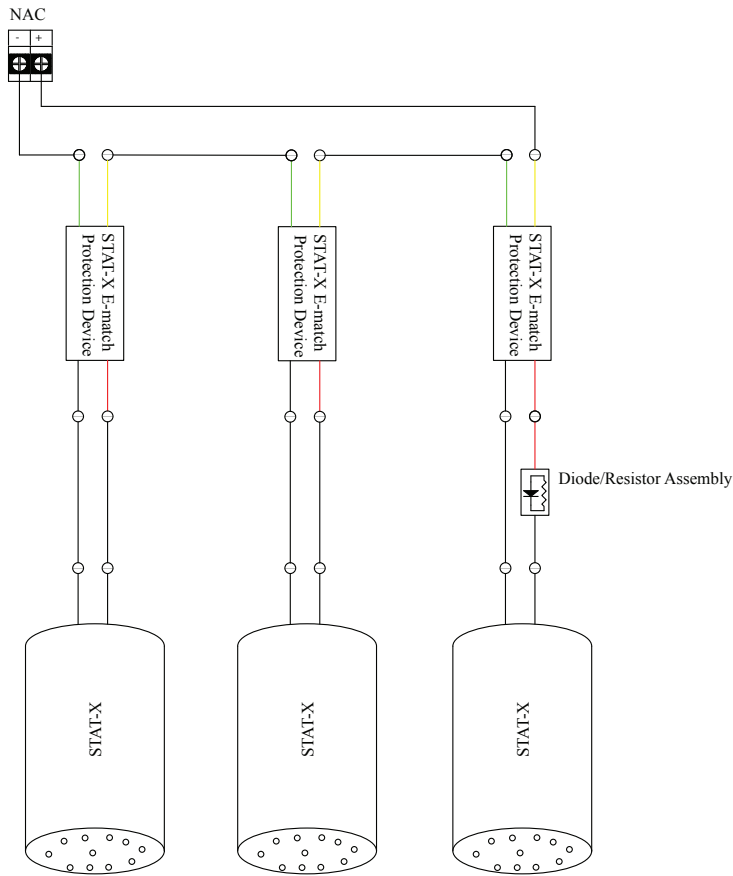 NAC
- +
STAT-X E-match
Protection Device
STAT-X E-match
Protection Device
STAT-X E-match
Protection Device
Diode/Resistor Assembly
STAT-X
STAT-X
STAT-X